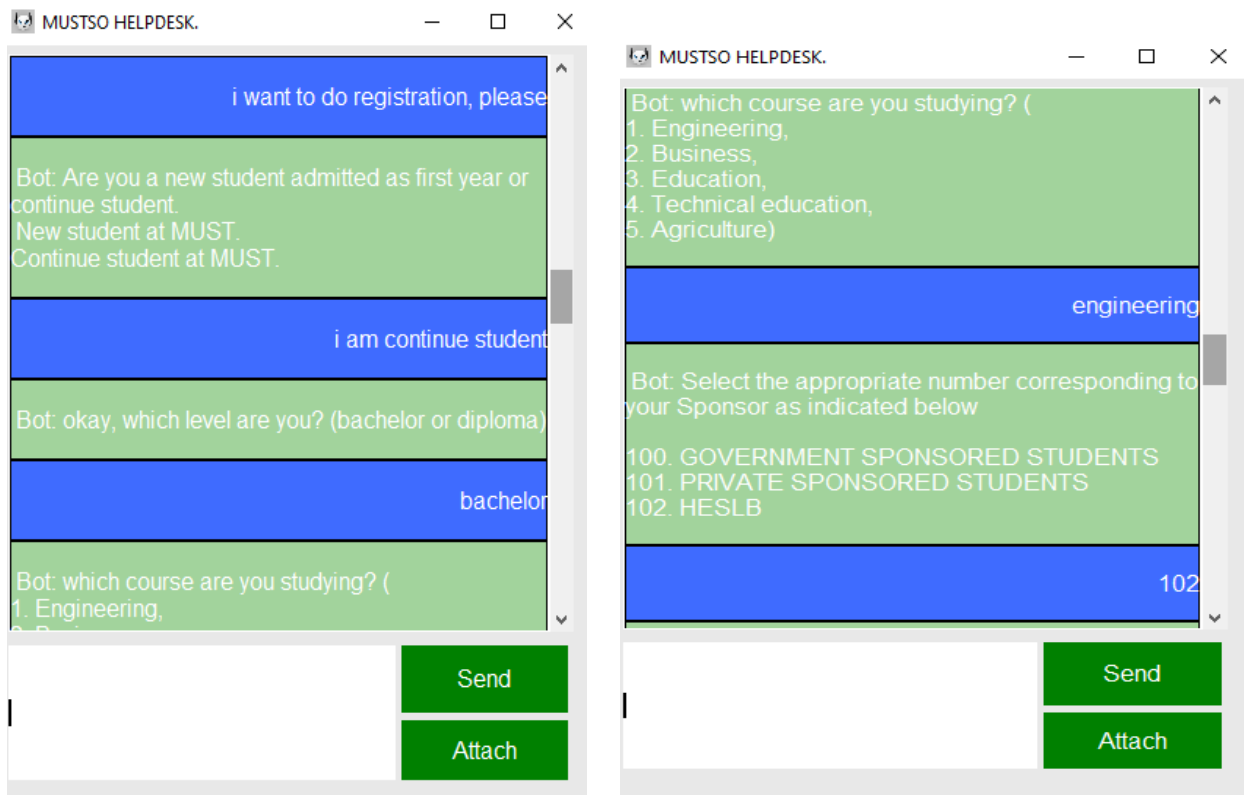 MUSTSO HELPDESK.
i want to do registration, please
Bot: Are you a new student admitted as first year or
continue student.
New student at MUST.
Continue student at MUST.
i am continue student
Bot: okay, which level are you? (bachelor or diploma)
bachelor
Bot: which course are you studying? (
1. Engineering,
Send
Attach
MUSTSO HELPDESK.
Bot: which course are you studying? (
1. Engineering,
2. Business,
3. Education,
4. Technical education,
5. Agriculture)
engineering
Bot: Select the appropriate number corresponding to
your Sponsor as indicated below
100. GOVERNMENT SPONSORED STUDENTS
101. PRIVATE SPONSORED STUDENTS
102. HESLB
102
Send
Attach